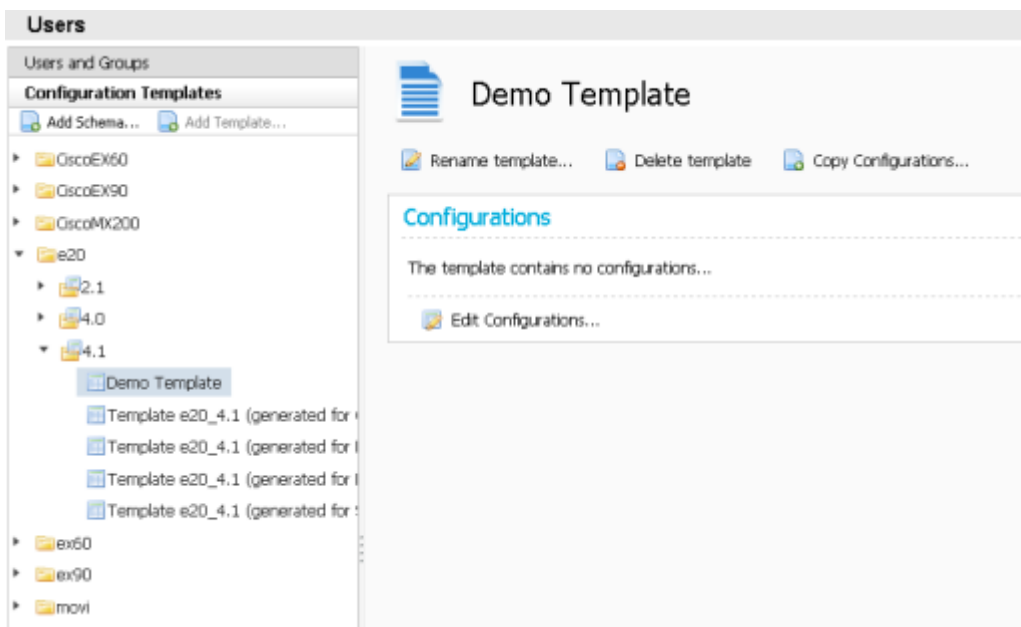 Users
Users and Groups
Configuration Templates
Add Schema... Add Template...
CiscoEX60
CiscoEX90
CiscoMX200
e20
2.1
4.0
4.1
Demo Template
Template e20_4.1 (generated for
Template e20_4.1 (generated for
Template e20_4.1 (generated for
Template e20_4.1 (generated for
ex60
ex90
movi
Demo Template
Rename template... Delete template Copy Configurations...
Configurations
The template contains no configurations...
Edit Configurations...